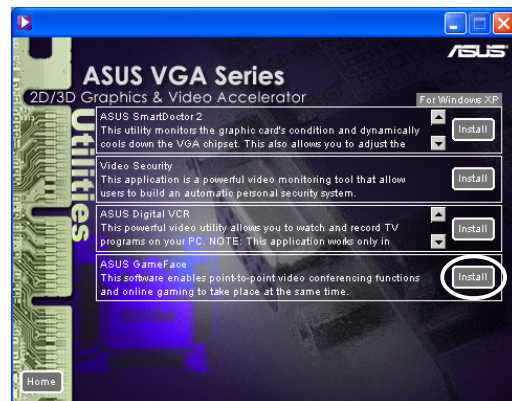 ASUS
ASUS VGA Series
2D/3D Graphics & Video Accelerator
For Windows XP
Utilities
ASUS SmartDoctor 2
This utility monitors the graphic card's condition and dynamically
cools down the VGA chipset. This also allows you to adjust the
Install
Video Security
This application is a powerful video monitoring tool that allow
users to build an automatic personal security system.
Install
ASUS Digital VCR
This powerful video utility allows you to watch and record TV
programs on your PC. NOTE: This application works only in
Install
ASUS GameFace
This software enables point-to-point video conferencing functions
and online gaming to take place at the same time.
Install
Home